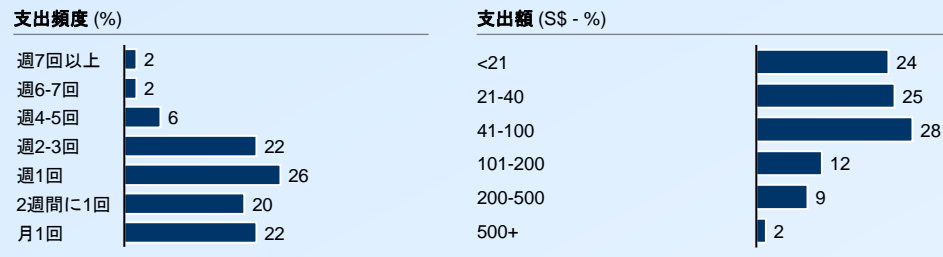 支出頻度 (%)
週7回以上 2
週6-7回 2
週4-5回 6
週2-3回 22
週1回 26
2週間に1回 20
月1回 22
支出額 (S$ - %)
<21 24
21-40 25
41-100 28
101-200 12
200-500 9
500+ 2